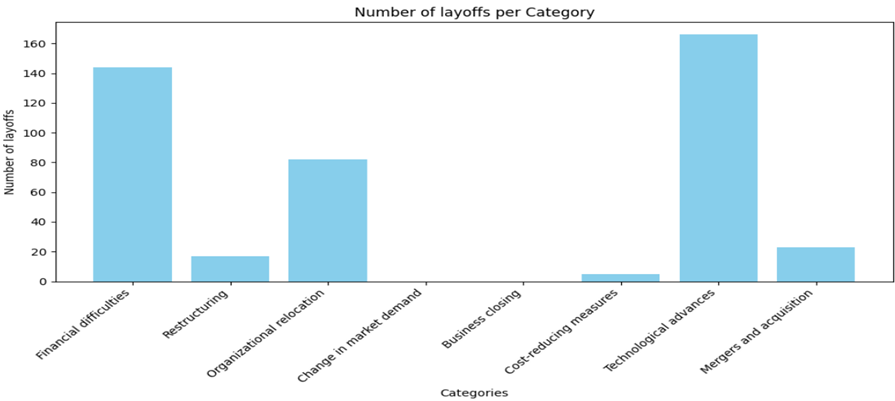 Number of layoffs per Category
Number of layoffs
160
140
120
100
80
60
40
20
0
Financial difficulties
Restructuring
Organizational relocation
Change in market demand
Business closing
Cost-reducing measures
Technological advances
Mergers and acquisition
Categories